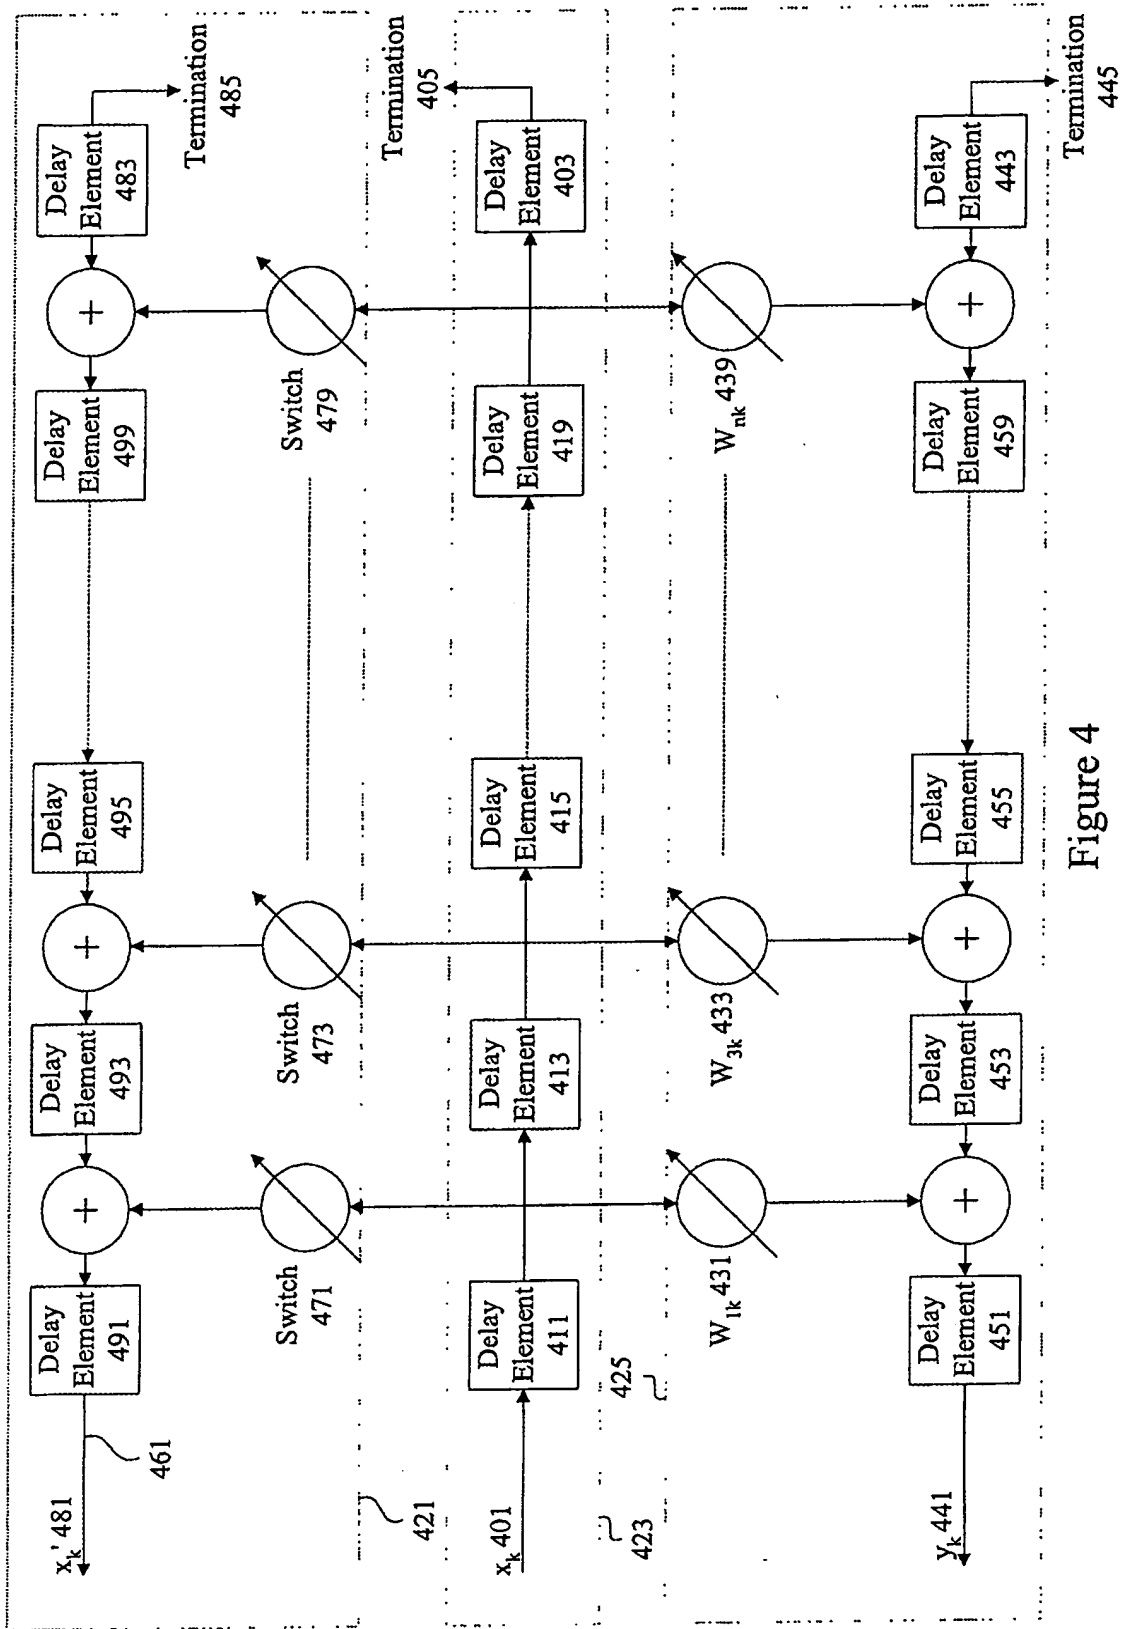 x_k' 481
461
Delay
Element
491
Delay
Element
493
Delay
Element
495
Delay
Element
499
Delay
Element
483
Termination
485
+
+
+
Switch
471
Switch
473
Switch
479
421
x_k 401
Delay
Element
411
Delay
Element
413
Delay
Element
415
Delay
Element
419
Delay
Element
403
Termination
405
423
425
W_1k 431
W_3k 433
W_nk 439
+
+
+
y_k 441
Delay
Element
451
Delay
Element
453
Delay
Element
455
Delay
Element
459
Delay
Element
443
Termination
445
Figure 4